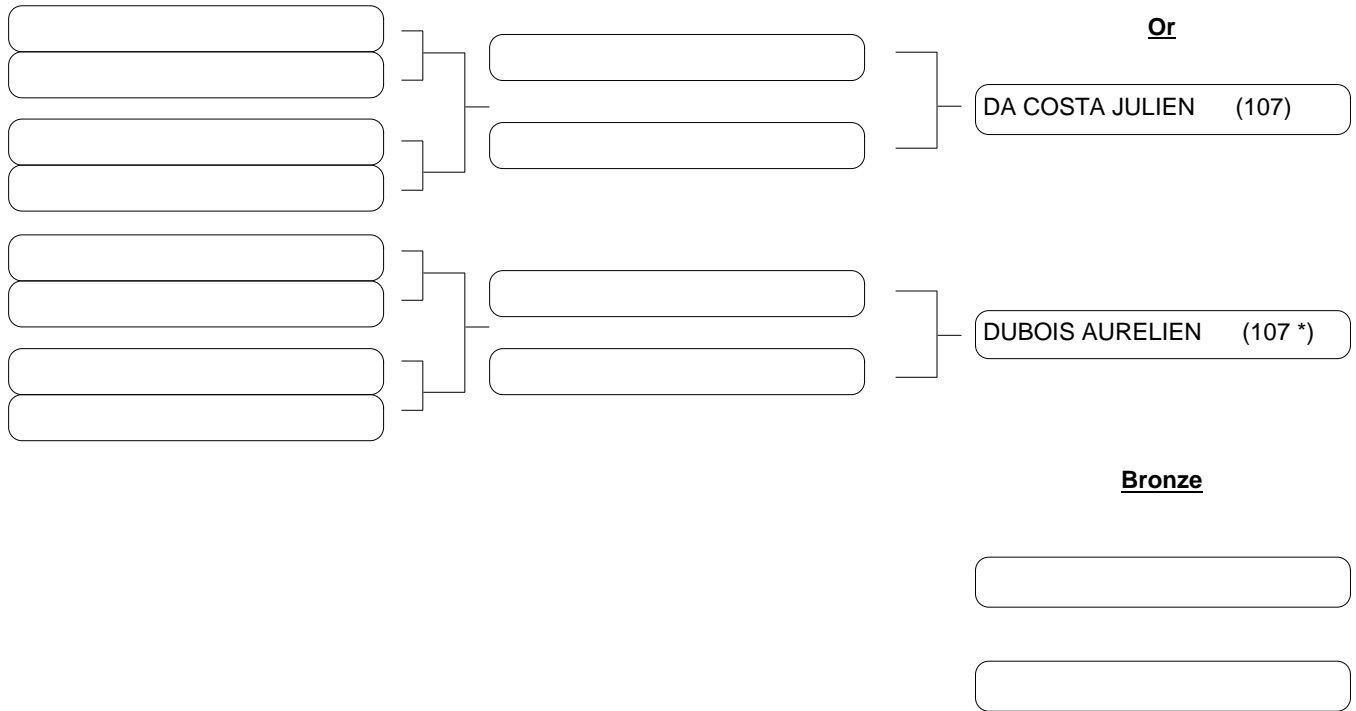 Or
DA COSTA JULIEN (107)
DUBOIS AURELIEN (107 *)
Bronze